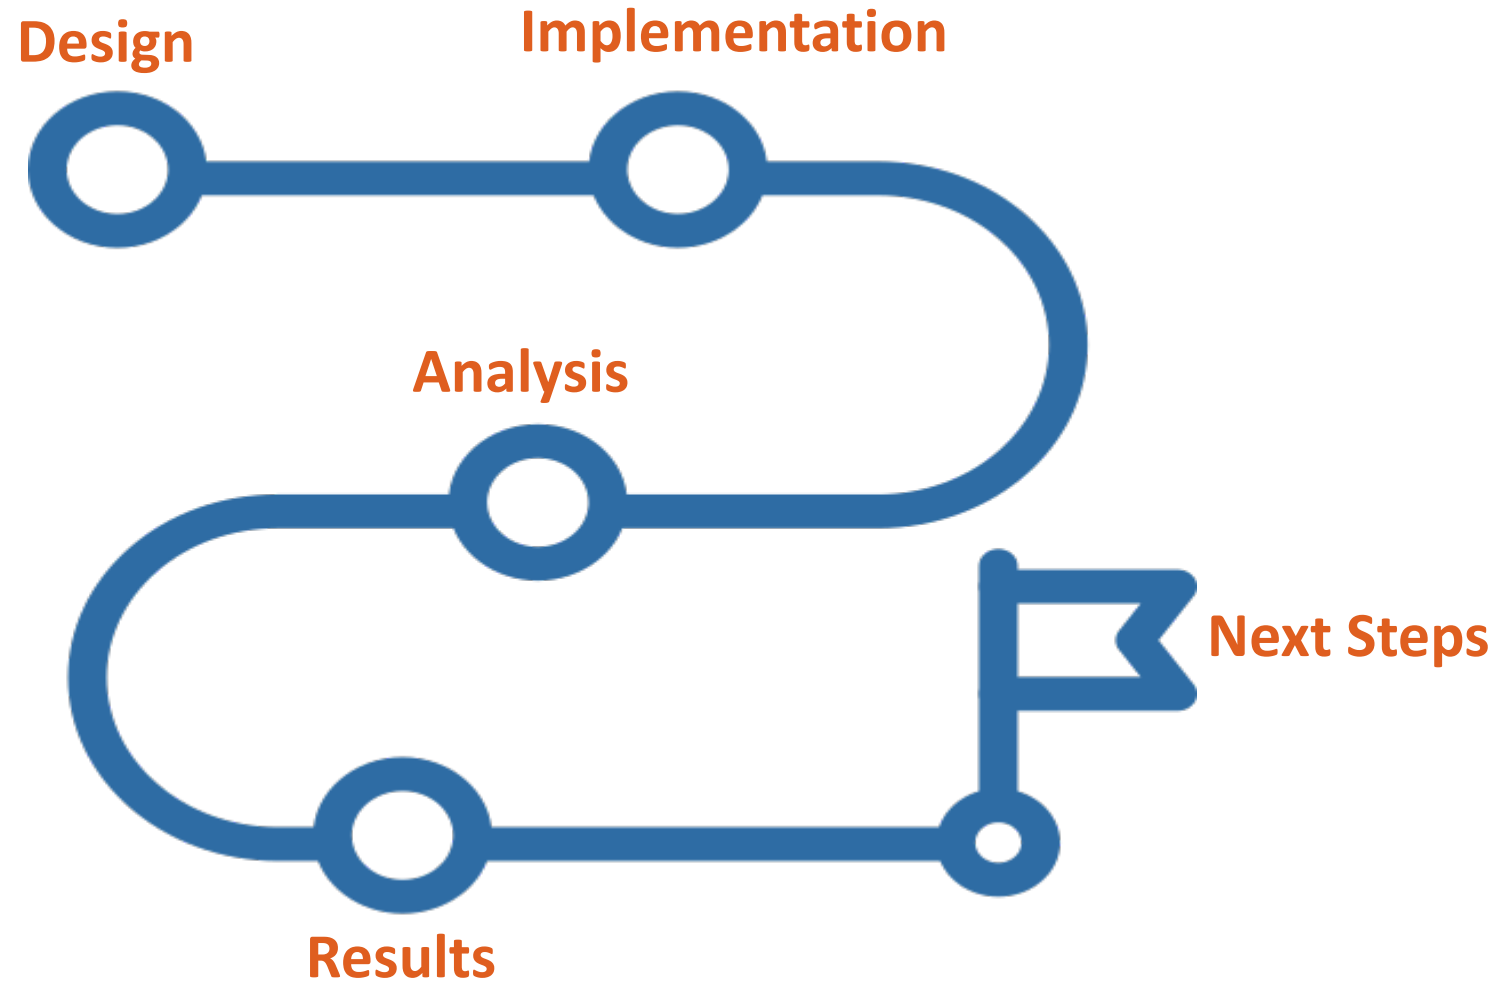 Design
Implementation
Analysis
Next Steps
Results